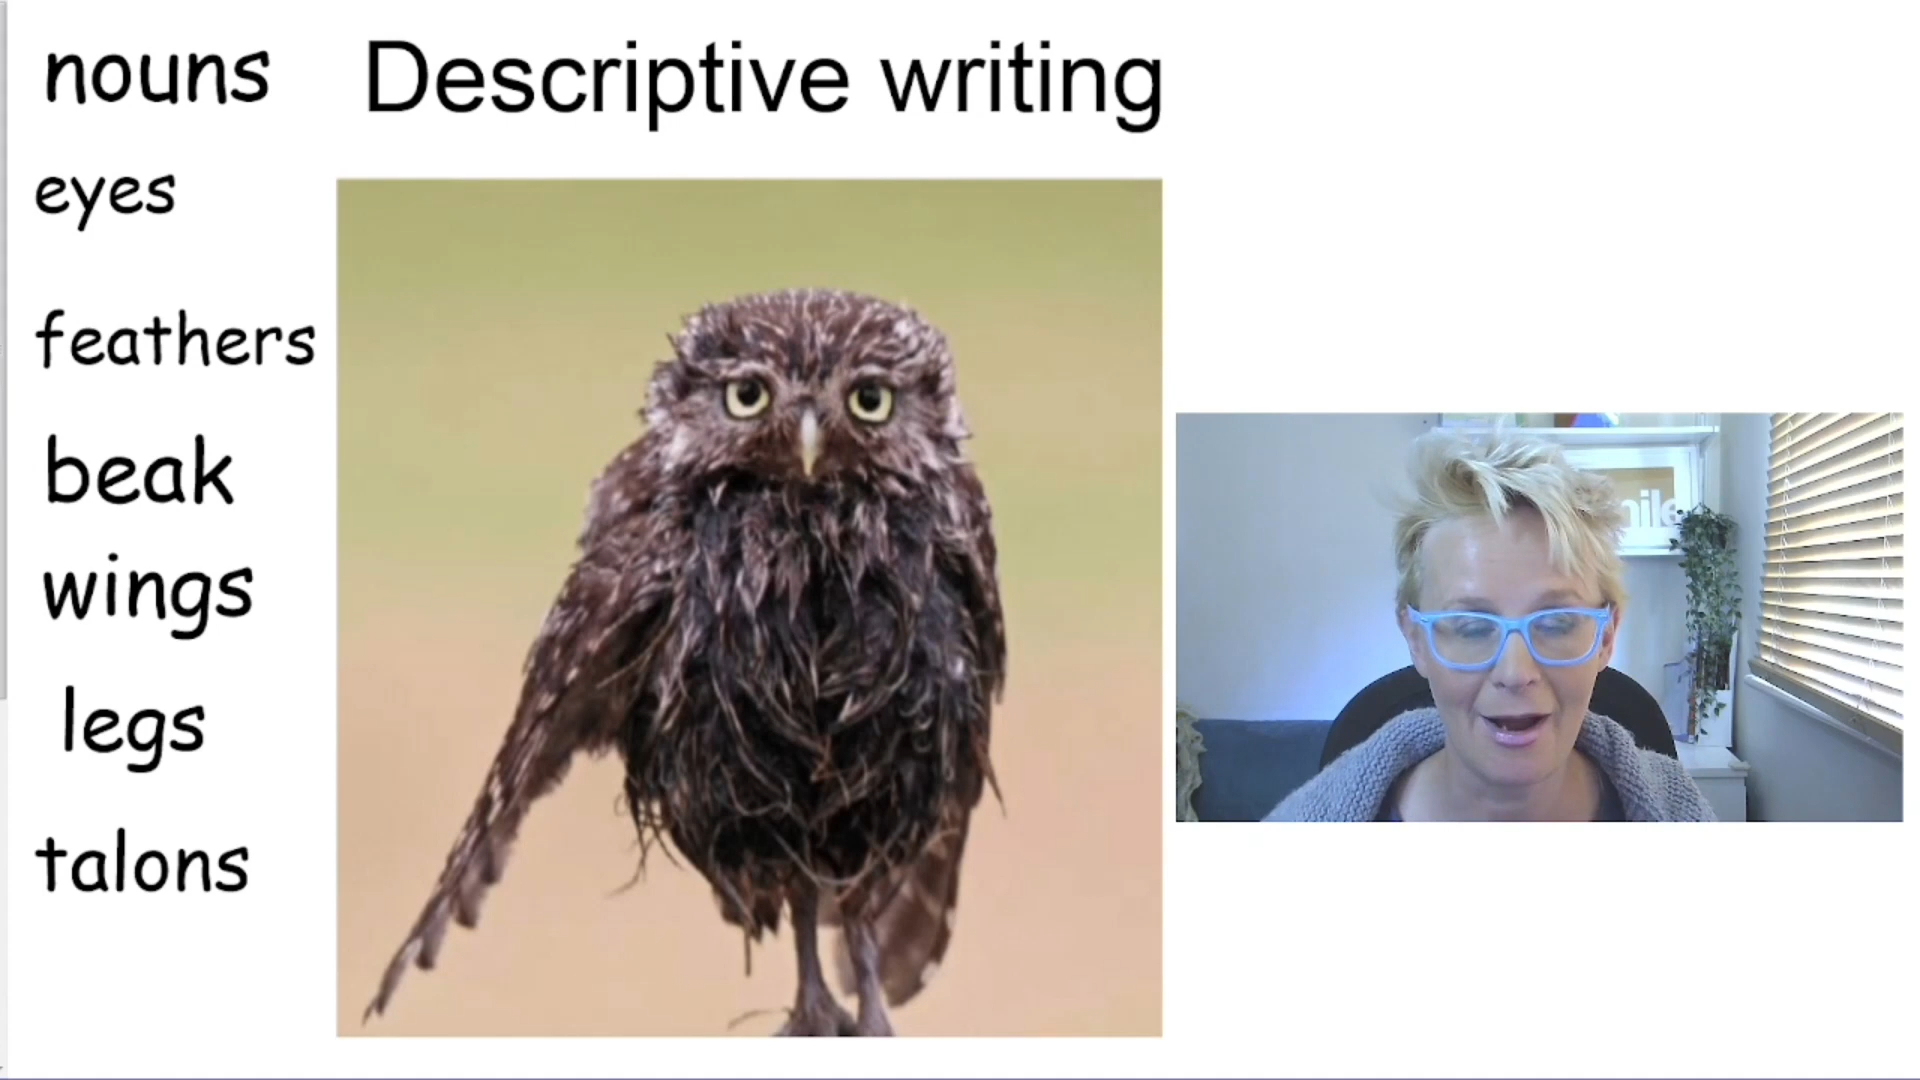 nouns
Descriptive writing
eyes
feathers
beak
wings
legs
talons